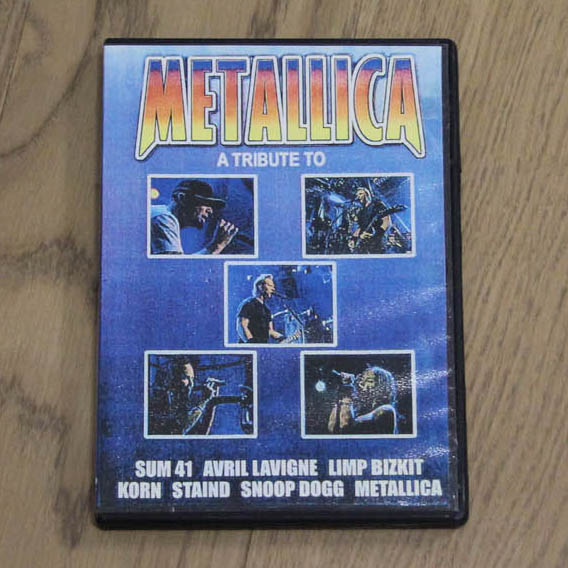 METALLICA
A TRIBUTE TO
SUM 41 AVRIL LAVIGNE LIMP BIZKIT
KORN STAIND SNOOP DOGG METALLICA